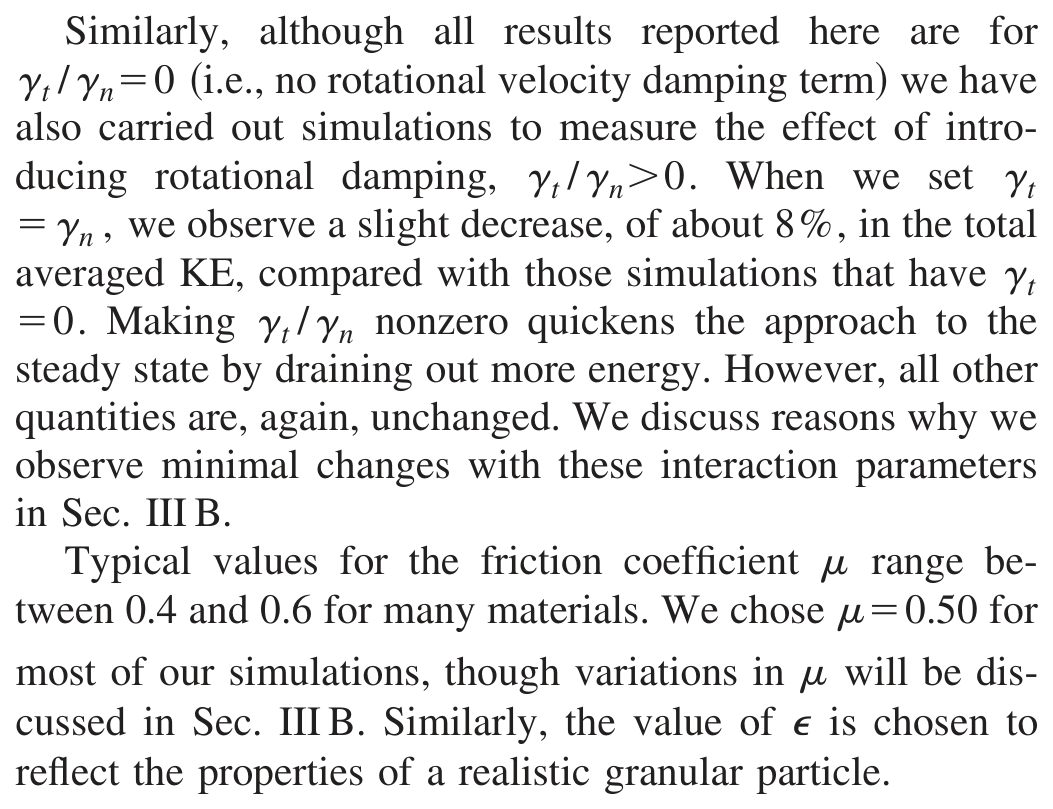 Similarly, although all results reported here are for
γt/γn=0 (i.e., no rotational velocity damping term) we have
also carried out simulations to measure the effect of intro-
ducing rotational damping, γt/γn>0. When we set γt
=γn, we observe a slight decrease, of about 8%, in the total
averaged KE, compared with those simulations that have γt
=0. Making γt/γn nonzero quickens the approach to the
steady state by draining out more energy. However, all other
quantities are, again, unchanged. We discuss reasons why we
observe minimal changes with these interaction parameters
in Sec. III B.
Typical values for the friction coefficient μ range be-
tween 0.4 and 0.6 for many materials. We chose μ=0.50 for
most of our simulations, though variations in μ will be dis-
cussed in Sec. III B. Similarly, the value of ϵ is chosen to
reflect the properties of a realistic granular particle.